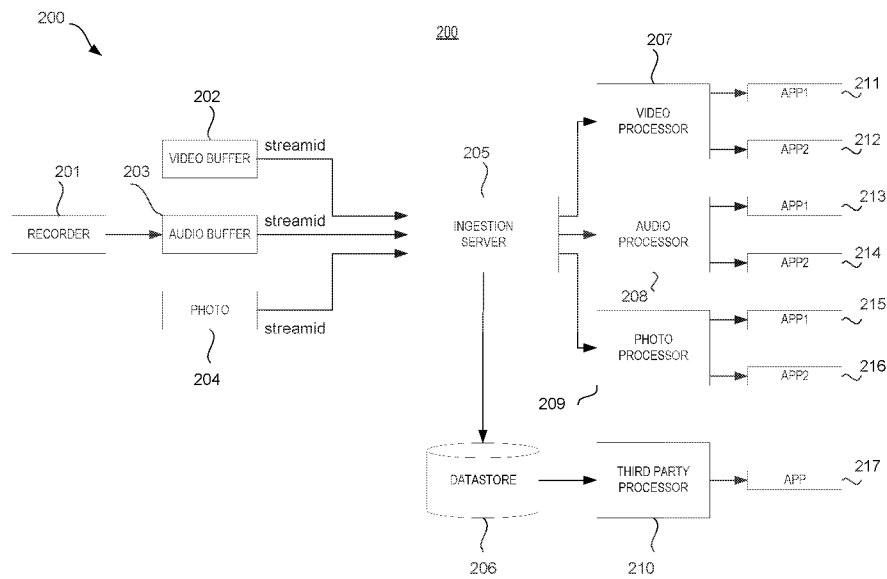 200
200
207
211
APP1
VIDEO
PROCESSOR
202
streamid
VIDEO BUFFER
205
APP2
212
201
203
streamid
213
APP1
RECORDER
AUDIO BUFFER
INGESTION
SERVER
AUDIO
PROCESSOR
APP2
214
208
PHOTO
streamid
APP1
215
204
PHOTO
PROCESSOR
APP2
216
209
DATASTORE
THIRD PARTY
PROCESSOR
APP
217
206
210